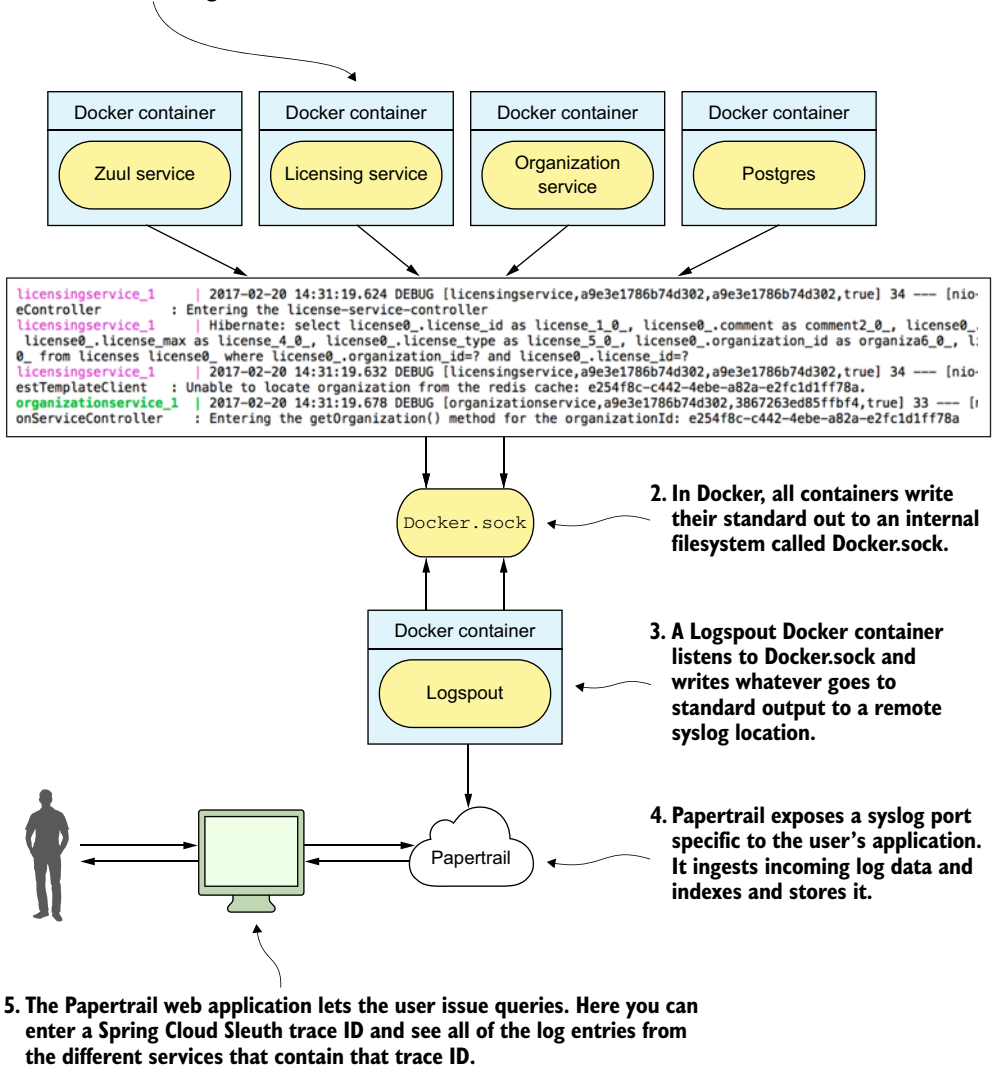 Docker container
Docker container
Docker container
Docker container
Zuul service
Licensing service
Organization
service
Postgres
licensingservice_1 | 2017-02-20 14:31:19.624 DEBUG [licensingservice,a9e3e1786b74d302,a9e3e1786b74d302,true] 34 --- [nio-
eController : Entering the license-service-controller
licensingservice_1 | Hibernate: select license0_.license_id as license_1_0_, license0_.comment as comment2_0_, license0_.
license0_.license_max as license_4_0_, license0_.license_type as license_5_0_, license0_.organization_id as organiza6_0_, li
0_ from licenses license0_ where license0_.organization_id=? and license0_.license_id=?
licensingservice_1 | 2017-02-20 14:31:19.632 DEBUG [licensingservice,a9e3e1786b74d302,a9e3e1786b74d302,true] 34 --- [nio-
estTemplateClient : Unable to locate organization from the redis cache: e254f8c-c442-4ebe-a82a-e2fc1d1ff78a.
organizationservice_1 | 2017-02-20 14:31:19.678 DEBUG [organizationservice,a9e3e1786b74d302,3867263ed85ffbf4,true] 33 --- [
onServiceController : Entering the getOrganization() method for the organizationId: e254f8c-c442-4ebe-a82a-e2fc1d1ff78a
Docker.sock
2. In Docker, all containers write
their standard out to an internal
filesystem called Docker.sock.
Docker container
Logspout
3. A Logspout Docker container
listens to Docker.sock and
writes whatever goes to
standard output to a remote
syslog location.
Papertrail
4. Papertrail exposes a syslog port
specific to the user's application.
It ingests incoming log data and
indexes and stores it.
5. The Papertrail web application lets the user issue queries. Here you can
enter a Spring Cloud Sleuth trace ID and see all of the log entries from
the different services that contain that trace ID.